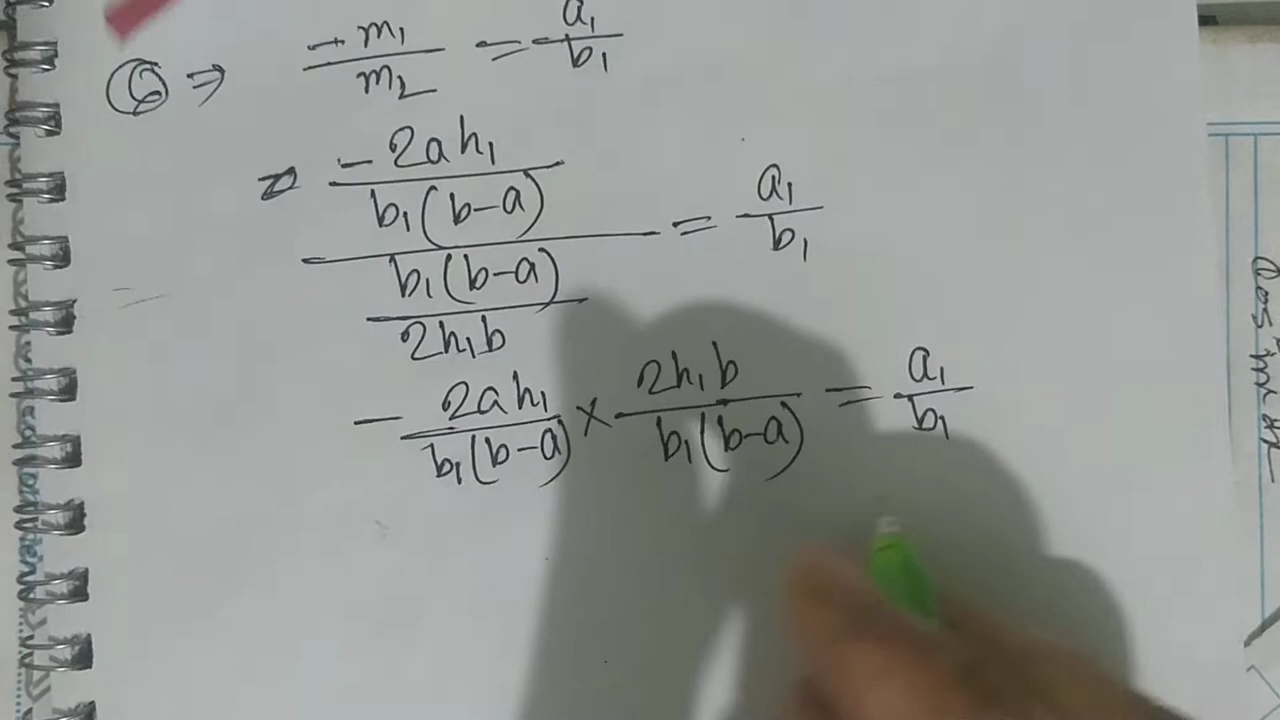 ⑥ ⇒ -m₁/m₂ = a₁/b₁
(-2ah₁/b₁(b-a))/(b₁(b-a)/2h₁b) = a₁/b₁
- 2ah₁/b₁(b-a) × 2h₁b/b₁(b-a) = a₁/b₁